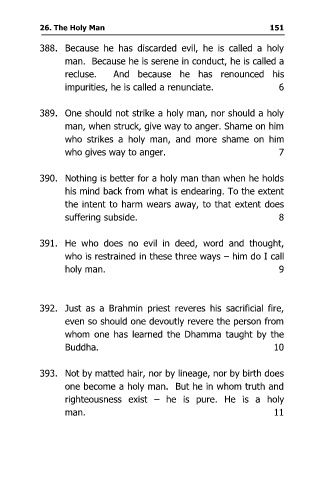 26. The Holy Man 151
388. Because he has discarded evil, he is called a holy
man. Because he is serene in conduct, he is called a
recluse. And because he has renounced his
impurities, he is called a renunciate. 6
389. One should not strike a holy man, nor should a holy
man, when struck, give way to anger. Shame on him
who strikes a holy man, and more shame on him
who gives way to anger. 7
390. Nothing is better for a holy man than when he holds
his mind back from what is endearing. To the extent
the intent to harm wears away, to that extent does
suffering subside. 8
391. He who does no evil in deed, word and thought,
who is restrained in these three ways – him do I call
holy man. 9
392. Just as a Brahmin priest reveres his sacrificial fire,
even so should one devoutly revere the person from
whom one has learned the Dhamma taught by the
Buddha. 10
393. Not by matted hair, nor by lineage, nor by birth does
one become a holy man. But he in whom truth and
righteousness exist – he is pure. He is a holy
man. 11